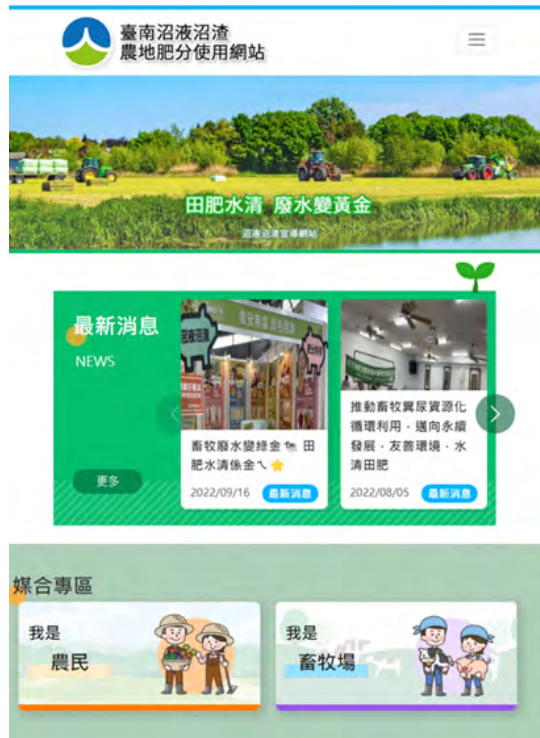 臺南沼液沼渣
農地肥分使用網站
田肥水清 廢水變黃金
沼液沼渣宣導網站
最新消息
NEWS
更多
畜牧廢水變綠金🐃 田
肥水清係金ㄟ⭐
2022/09/16 最新消息
推動畜牧糞尿資源化
循環利用．邁向永續
發展．友善環境．水
清田肥
2022/08/05 最新消息
媒合專區
我是
農民
我是
畜牧場